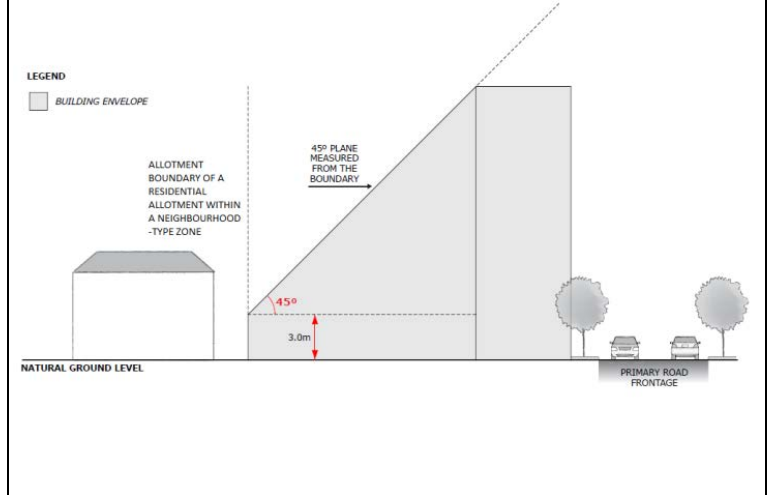 LEGEND
BUILDING ENVELOPE
45º PLANE
MEASURED
FROM THE
BOUNDARY
ALLOTMENT
BOUNDARY OF A
RESIDENTIAL
ALLOTMENT WITHIN
A NEIGHBOURHOOD
-TYPE ZONE
45º
3.0m
NATURAL GROUND LEVEL
PRIMARY ROAD
FRONTAGE